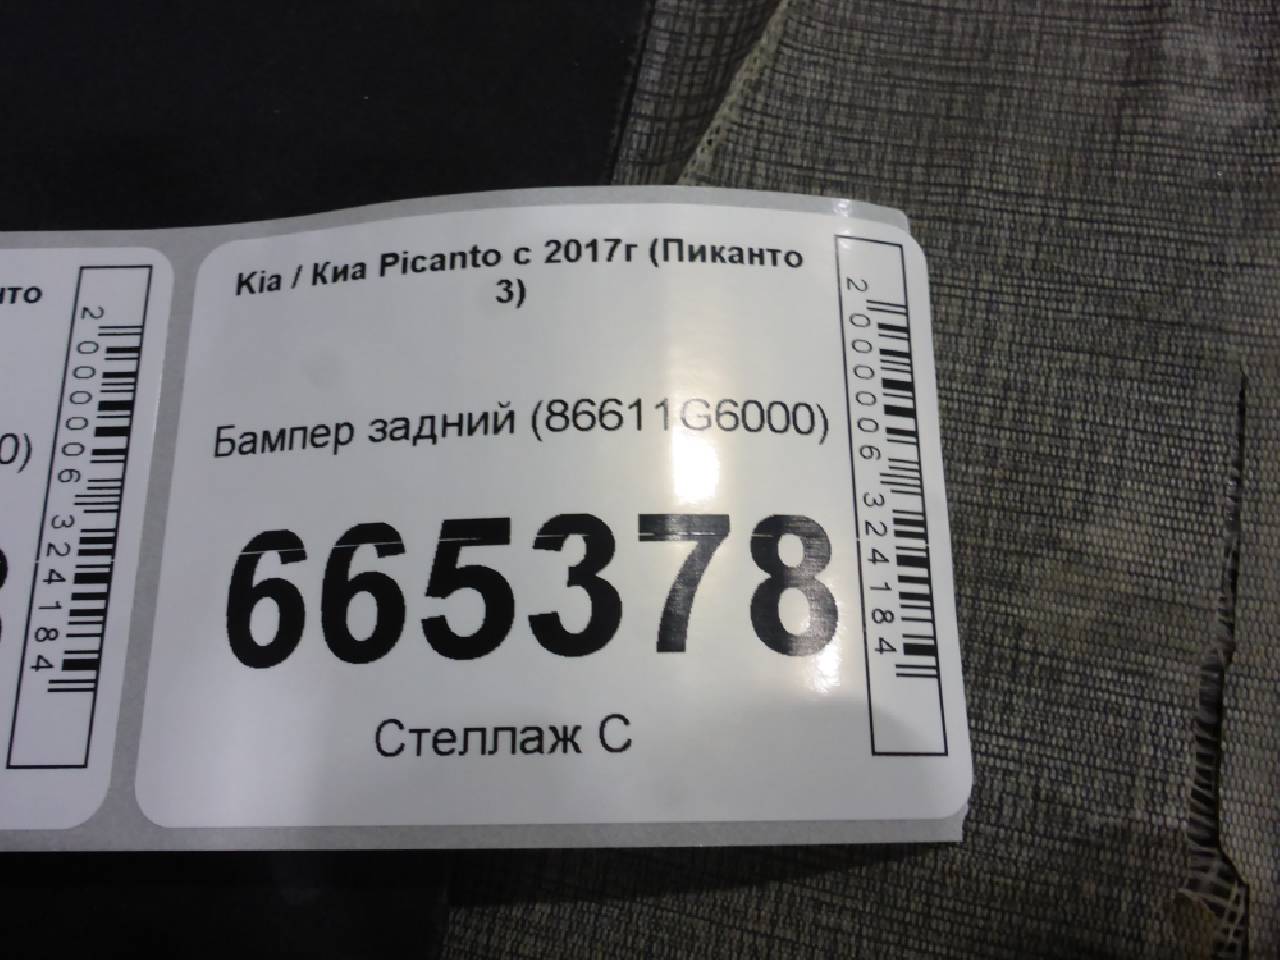 Kia / Киа Picanto с 2017г (Пиканто
3)
Бампер задний (86611G6000)
665378
Стеллаж С
2000006324184
нто
0)
2000006324184